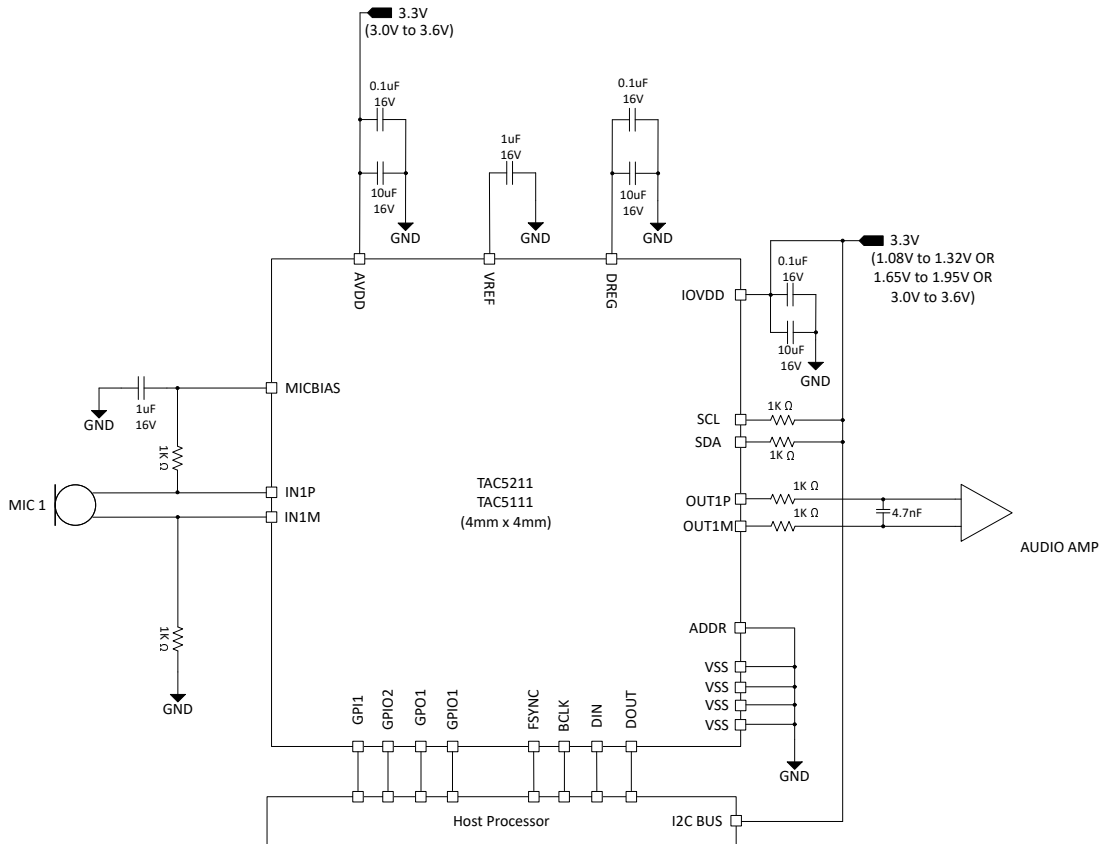 3.3V
(3.0V to 3.6V)
0.1uF
16V
10uF
16V
GND
1uF
16V
GND
0.1uF
16V
10uF
16V
GND
3.3V
(1.08V to 1.32V OR
1.65V to 1.95V OR
3.0V to 3.6V)
0.1uF
16V
10uF
16V
GND
AVDD
VREF
DREG
IOVDD
MICBIAS
1uF
16V
GND
1K Ω
MIC 1
IN1P
IN1M
1K Ω
GND
TAC5211
TAC5111
(4mm x 4mm)
SCL
1K Ω
SDA
1K Ω
OUT1P
1K Ω
OUT1M
1K Ω
4.7nF
AUDIO AMP
ADDR
VSS
VSS
VSS
VSS
GND
GPI1
GPIO2
GPO1
GPIO1
FSYNC
BCLK
DIN
DOUT
Host Processor
I2C BUS